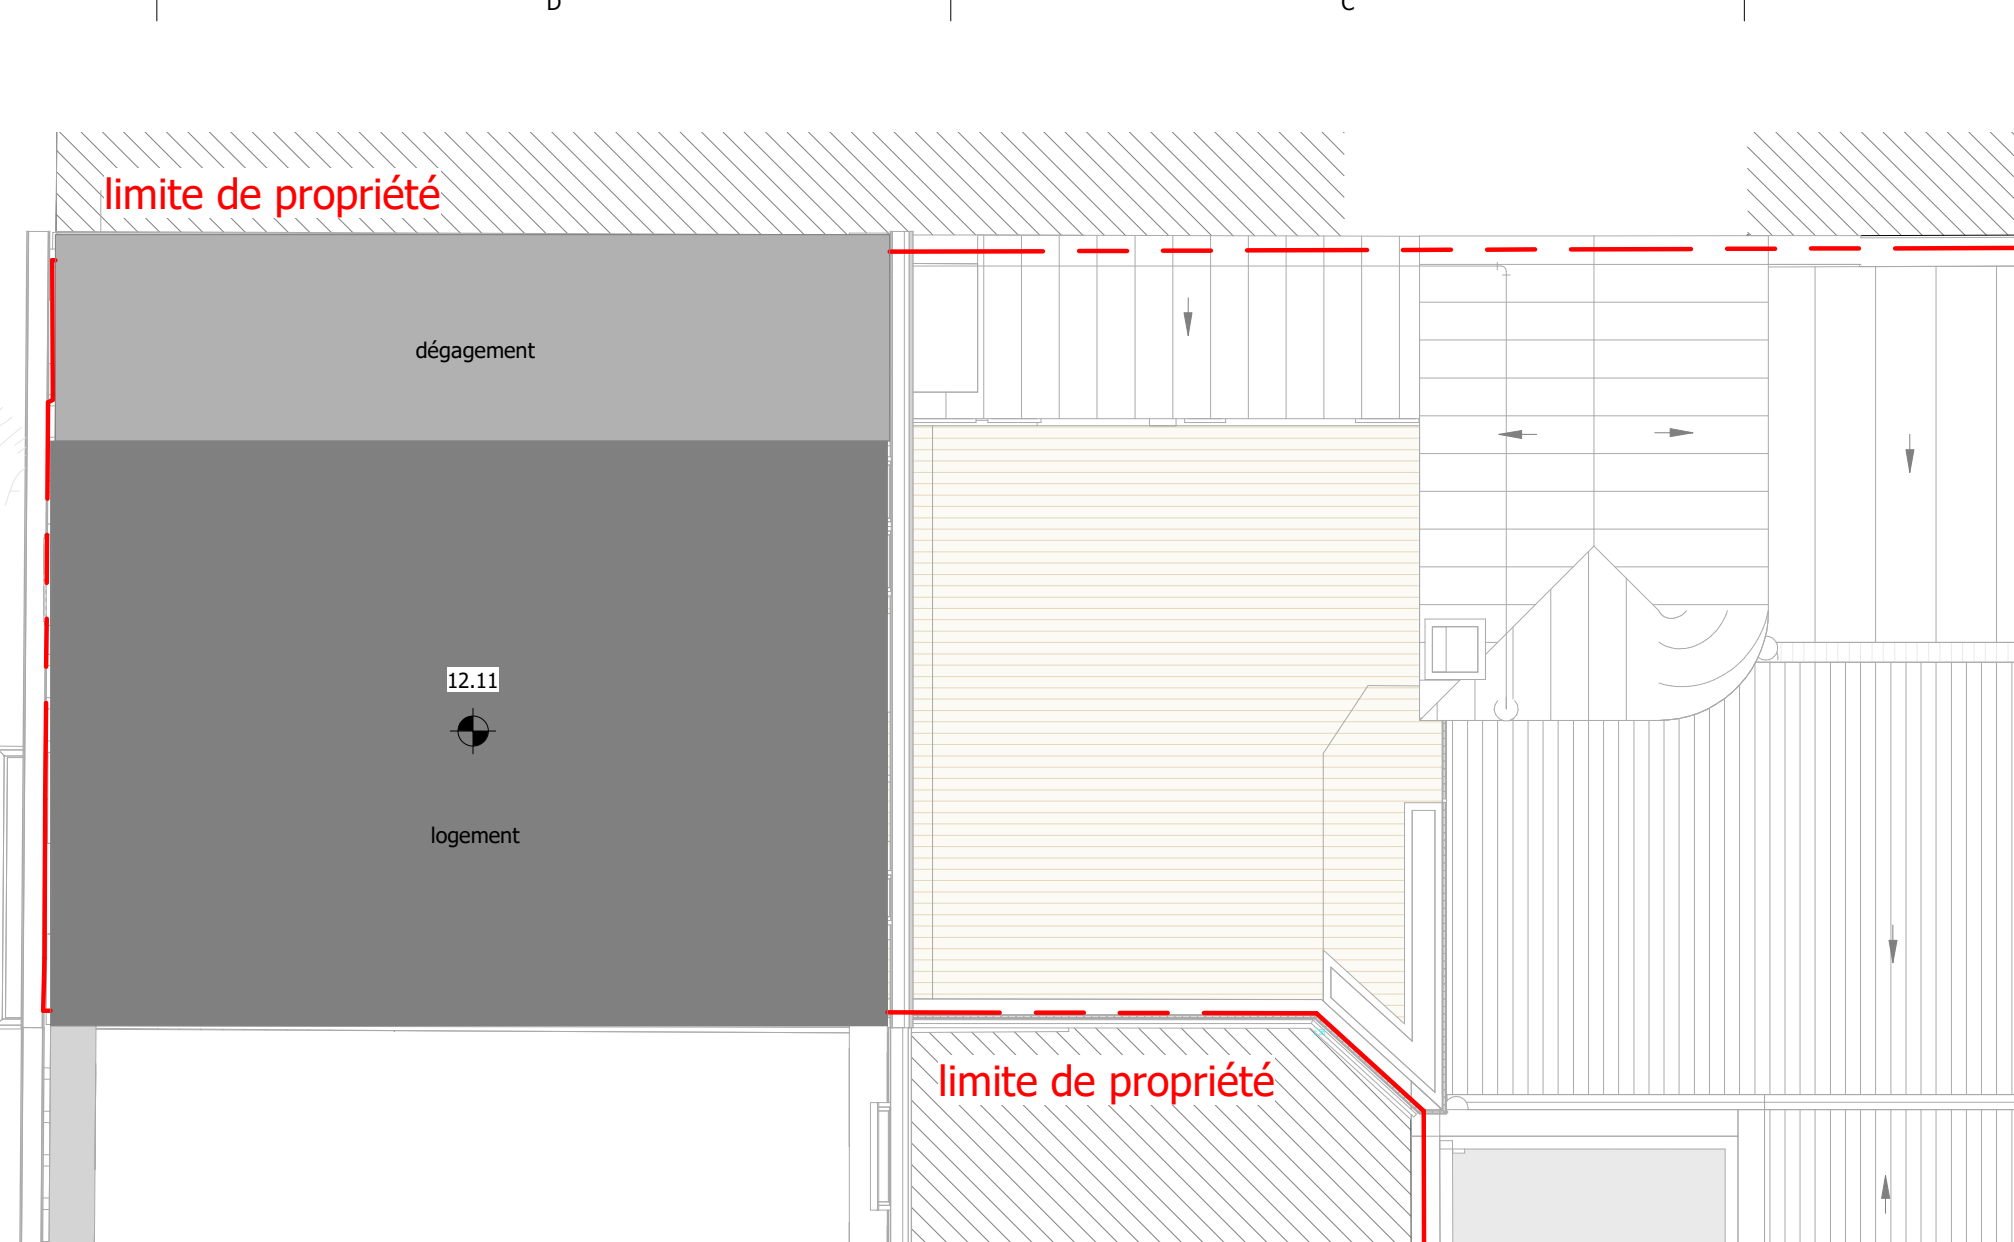 D
C
limite de propriété
dégagement
12.11
logement
limite de propriété